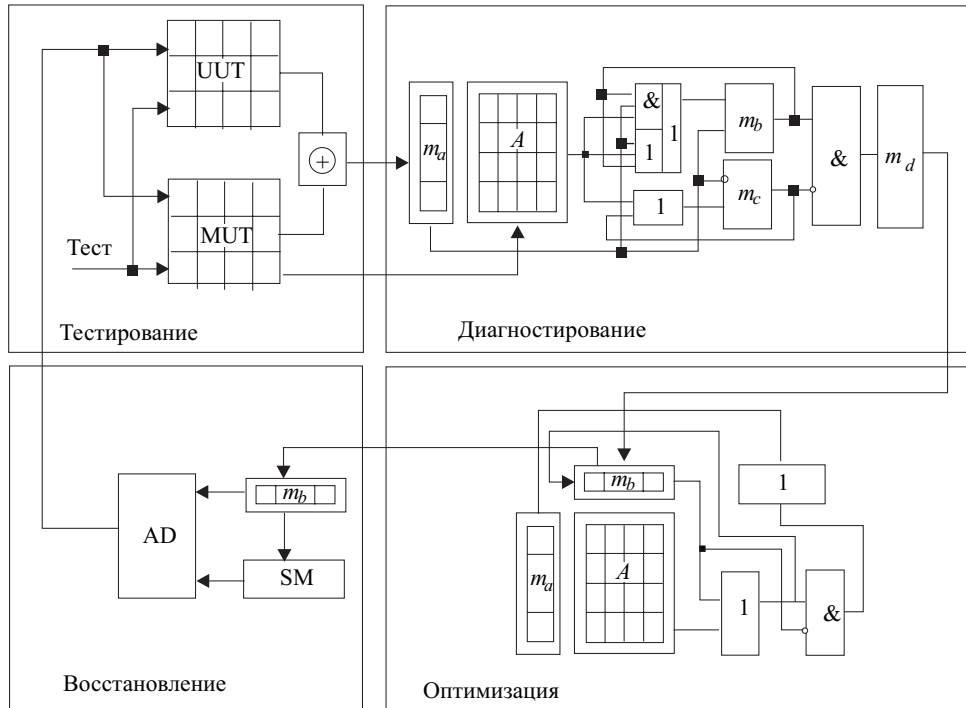 UUT
MUT
+
Тест
Тестирование
m_a
A
&
1
1
1
m_b
m_c
&
m_d
Диагностирование
AD
m_b
SM
Восстановление
m_b
1
m_a
A
1
&
Оптимизация